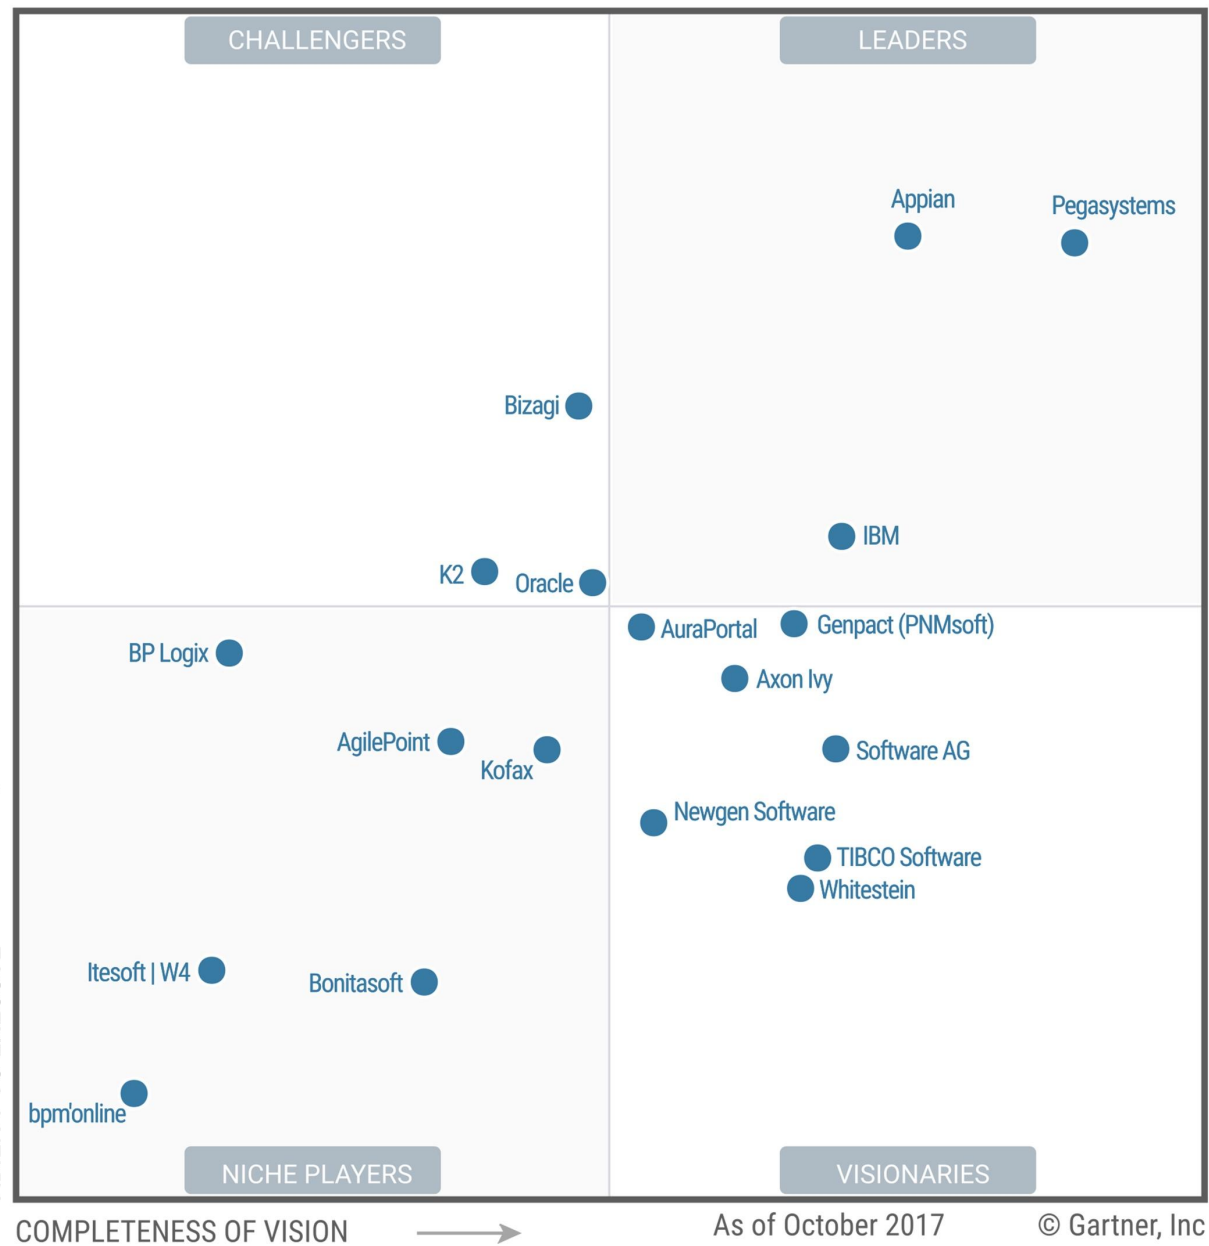 CHALLENGERS
LEADERS
Appian
Pegasystems
Bizagi
IBM
K2
Oracle
AuraPortal
Genpact (PNMsoft)
BP Logix
Axon Ivy
AgilePoint
Software AG
Kofax
Newgen Software
TIBCO Software
Whitestein
Itesoft | W4
Bonitasoft
bpm'online
NICHE PLAYERS
VISIONARIES
COMPLETENESS OF VISION
As of October 2017
© Gartner, Inc